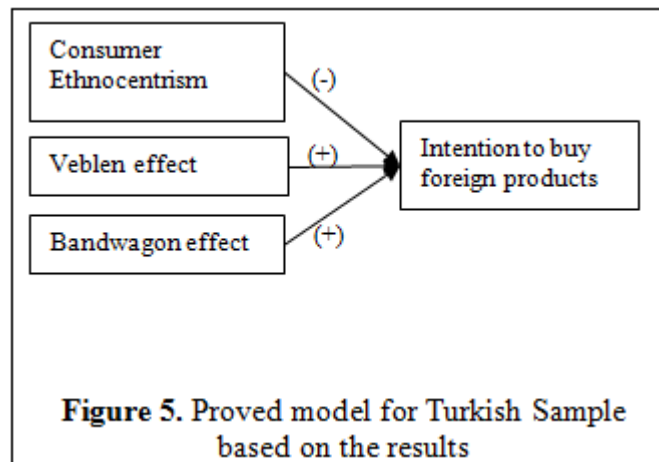 Consumer
Ethnocentrism
(-)
Veblen effect
(+)
Intention to buy
foreign products
Bandwagon effect
(+)
Figure 5. Proved model for Turkish Sample
based on the results